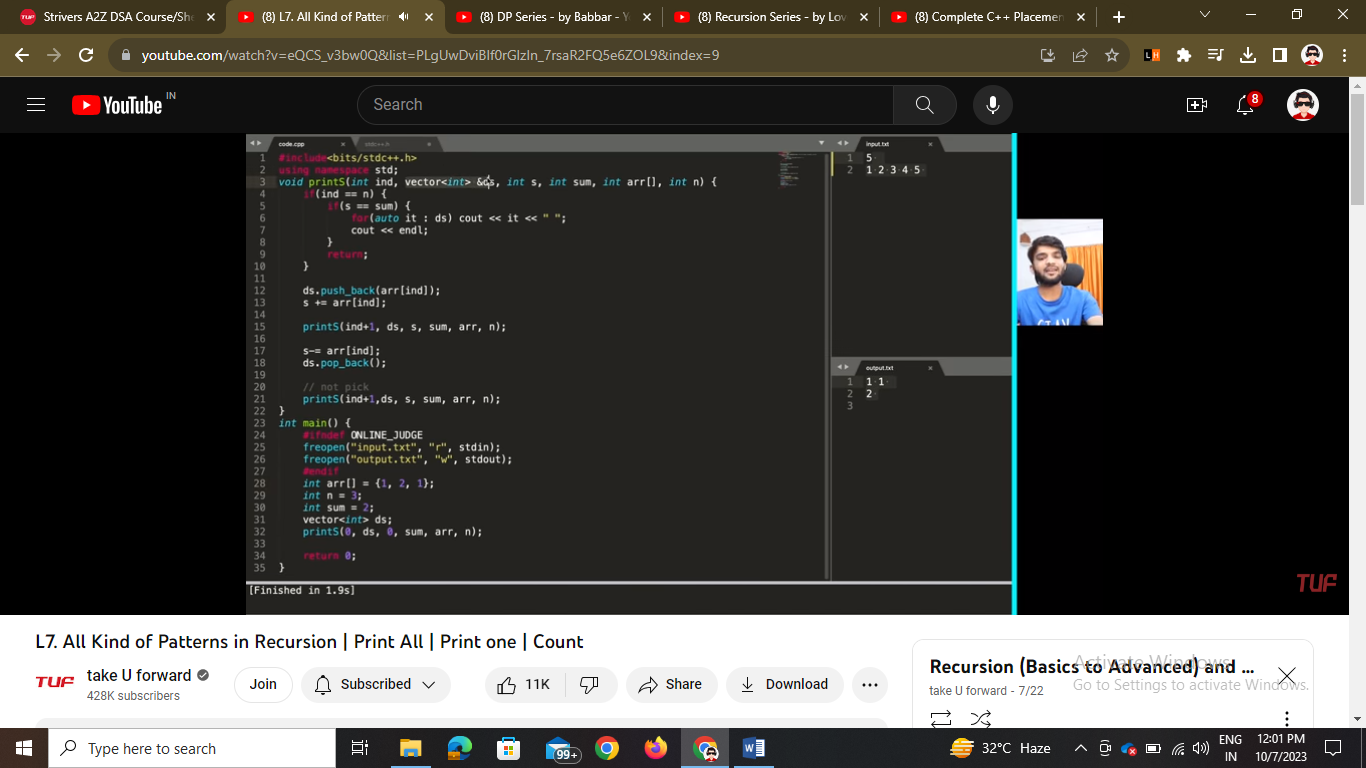 Strivers A2Z DSA Course/She
(8) L7. All Kind of Pattern
(8) DP Series - by Babbar - Y
(8) Recursion Series - by Lov
(8) Complete C++ Placemen
youtube.com/watch?v=eQCS_v3bw0Q&list=PLgUwDviBIf0rGlzIn_7rsaR2FQ5e6ZOL9&index=9
YouTube IN
Search
8
code.cpp
stdc++.h
1 #include<bits/stdc++.h>
2 using namespace std;
3 void printS(int ind, vector<int> &ds, int s, int sum, int arr[], int n) {
4 if(ind == n) {
5 if(s == sum) {
6 for(auto it : ds) cout << it << " ";
7 cout << endl;
8 }
9 return;
10 }
11
12 ds.push_back(arr[ind]);
13 s += arr[ind];
14
15 printS(ind+1, ds, s, sum, arr, n);
16
17 s-= arr[ind];
18 ds.pop_back();
19
20 // not pick
21 printS(ind+1,ds, s, sum, arr, n);
22 }
23 int main() {
24 #ifndef ONLINE_JUDGE
25 freopen("input.txt", "r", stdin);
26 freopen("output.txt", "w", stdout);
27 #endif
28 int arr[] = {1, 2, 1};
29 int n = 3;
30 int sum = 2;
31 vector<int> ds;
32 printS(0, ds, 0, sum, arr, n);
33
34 return 0;
35 }
[Finished in 1.9s]
input.txt
1 5
2 1 2 3 4 5
output.txt
1 1 1
2 2
3
TUF
L7. All Kind of Patterns in Recursion | Print All | Print one | Count
TUF
take U forward
428K subscribers
Join
Subscribed
11K
Share
Download
Recursion (Basics to Advanced) and ...
take U forward - 7/22
Activate Windows
Go to Settings to activate Windows.
Type here to search
99+
32°C Haze
ENG
IN
12:01 PM
10/7/2023